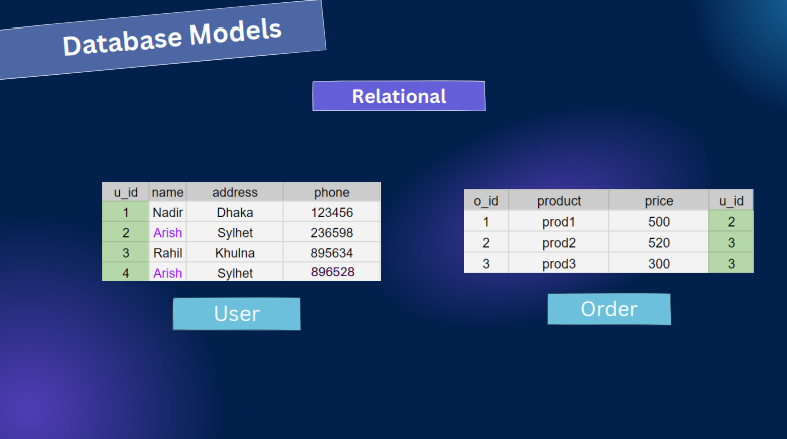 Database Models
Relational
u_id name address phone
1 Nadir Dhaka 123456
2 Arish Sylhet 236598
3 Rahil Khulna 895634
4 Arish Sylhet 896528
User
o_id product price u_id
1 prod1 500 2
2 prod2 520 3
3 prod3 300 3
Order